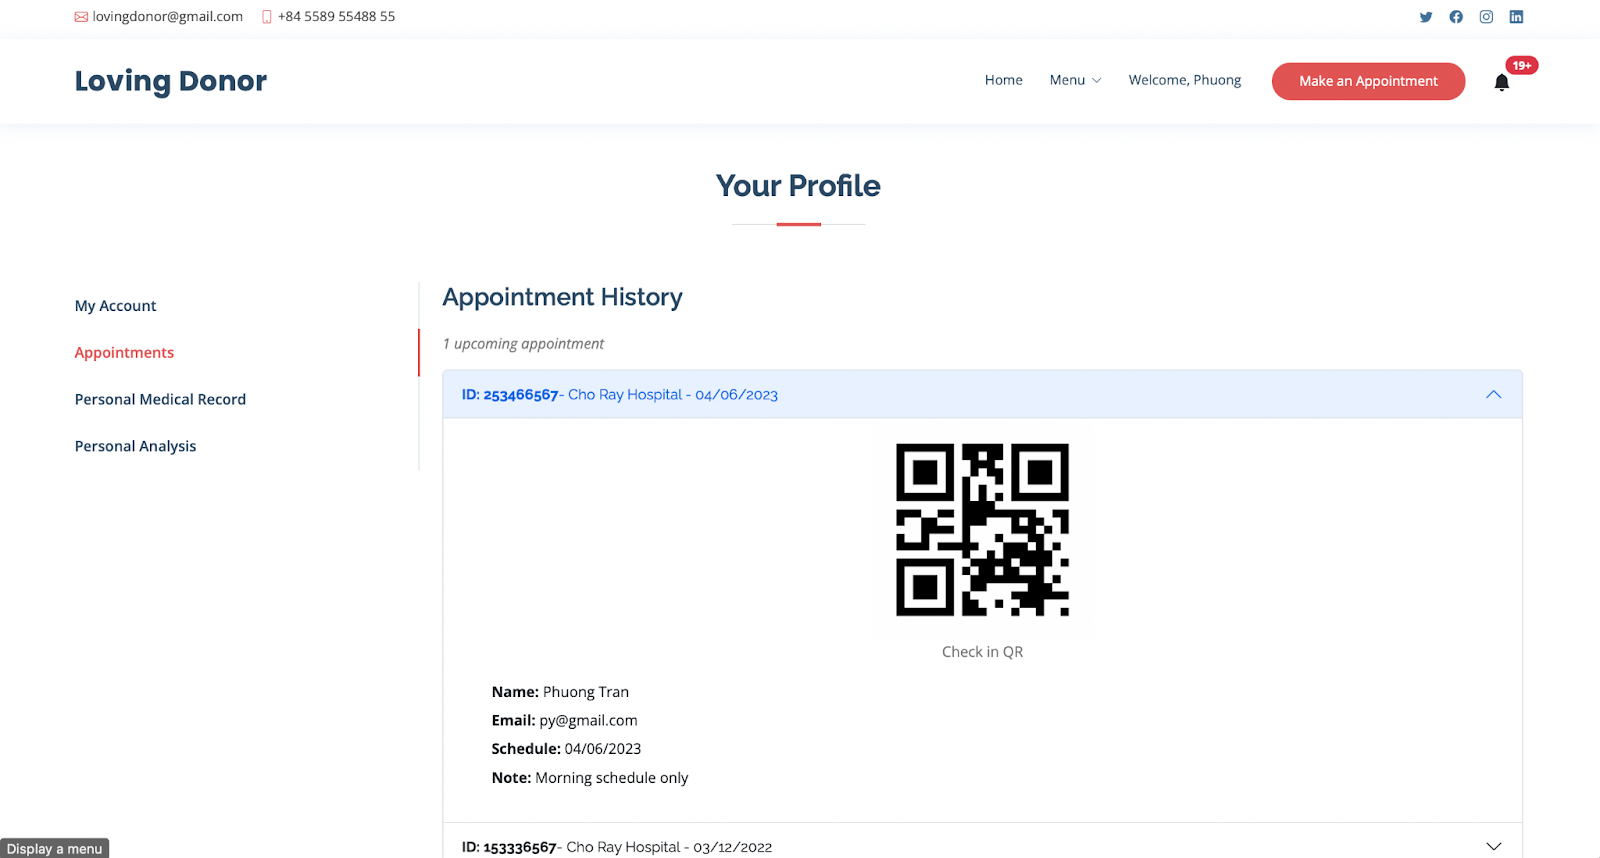 lovingdonor@gmail.com +84 5589 55488 55
Loving Donor
Home Menu Welcome, Phuong Make an Appointment 19+
Your Profile
My Account
Appointments
Personal Medical Record
Personal Analysis
Appointment History
1 upcoming appointment
ID: 253466567- Cho Ray Hospital - 04/06/2023
Check in QR
Name: Phuong Tran
Email: py@gmail.com
Schedule: 04/06/2023
Note: Morning schedule only
ID: 153336567- Cho Ray Hospital - 03/12/2022
Display a menu